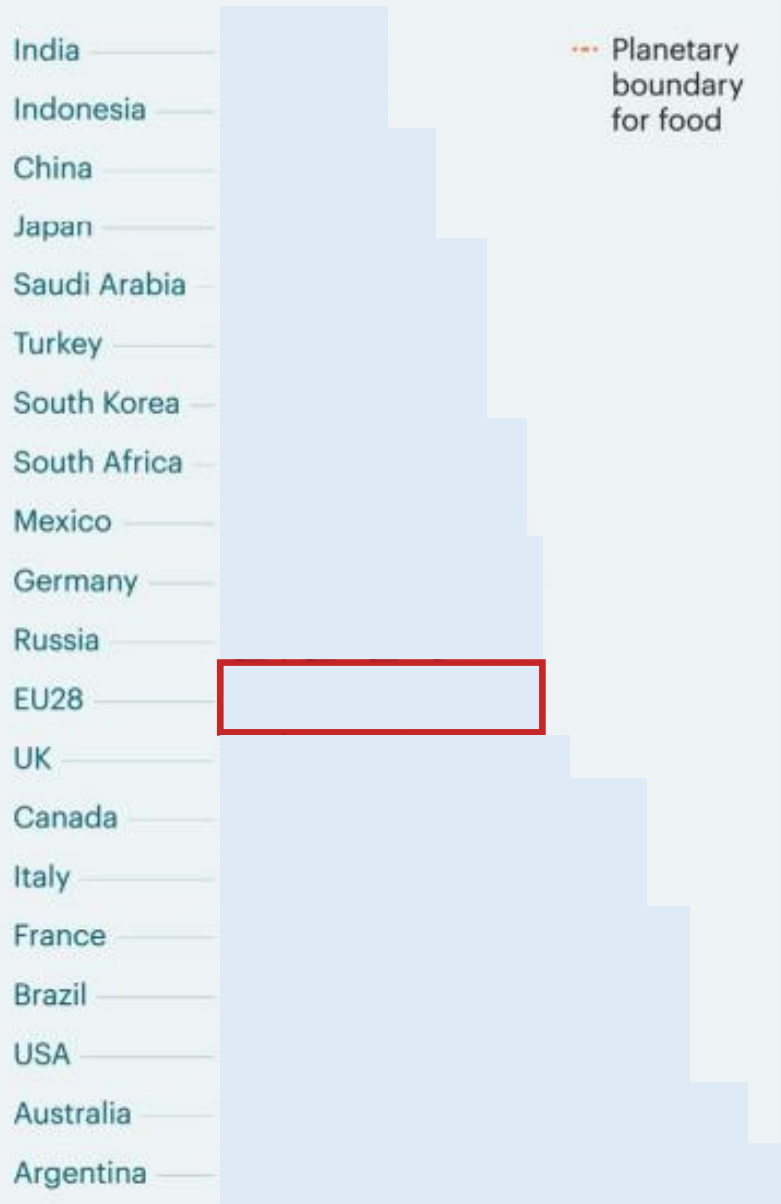 India
Indonesia
China
Japan
Saudi Arabia
Turkey
South Korea
South Africa
Mexico
Germany
Russia
EU28
UK
Canada
Italy
France
Brazil
USA
Australia
Argentina
Planetary
boundary
for food